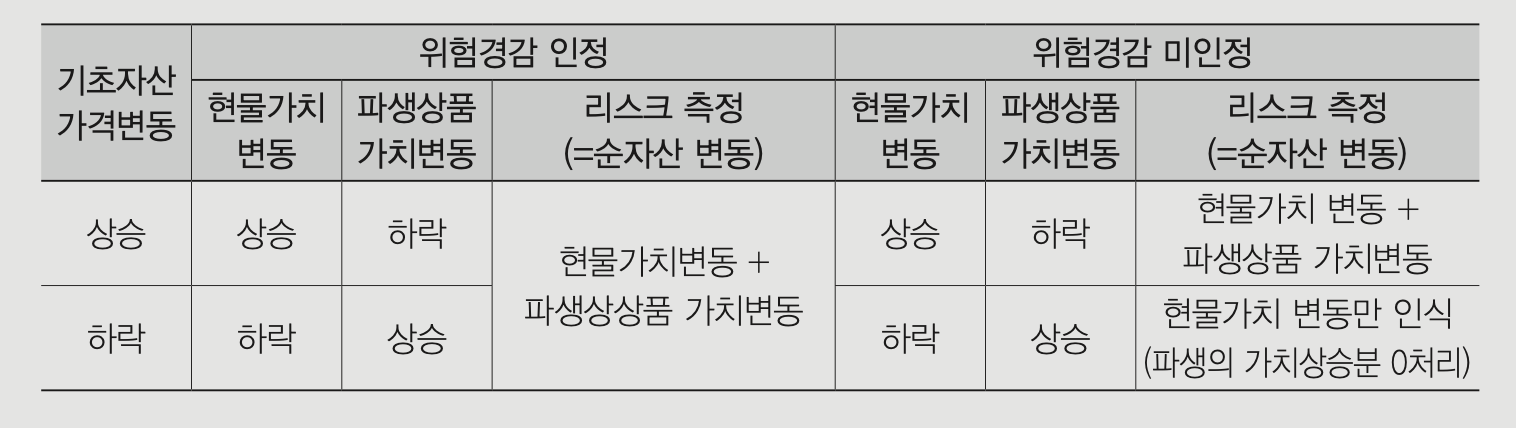 기초자산
가격변동
위험경감 인정
위험경감 미인정
현물가치
변동
파생상품
가치변동
리스크 측정
(=순자산 변동)
현물가치
변동
파생상품
가치변동
리스크 측정
(=순자산 변동)
상승
상승
하락
현물가치변동 +
파생상상품 가치변동
상승
하락
현물가치 변동 +
파생상품 가치변동
하락
하락
상승
하락
상승
현물가치 변동만 인식
(파생의 가치상승분 0처리)